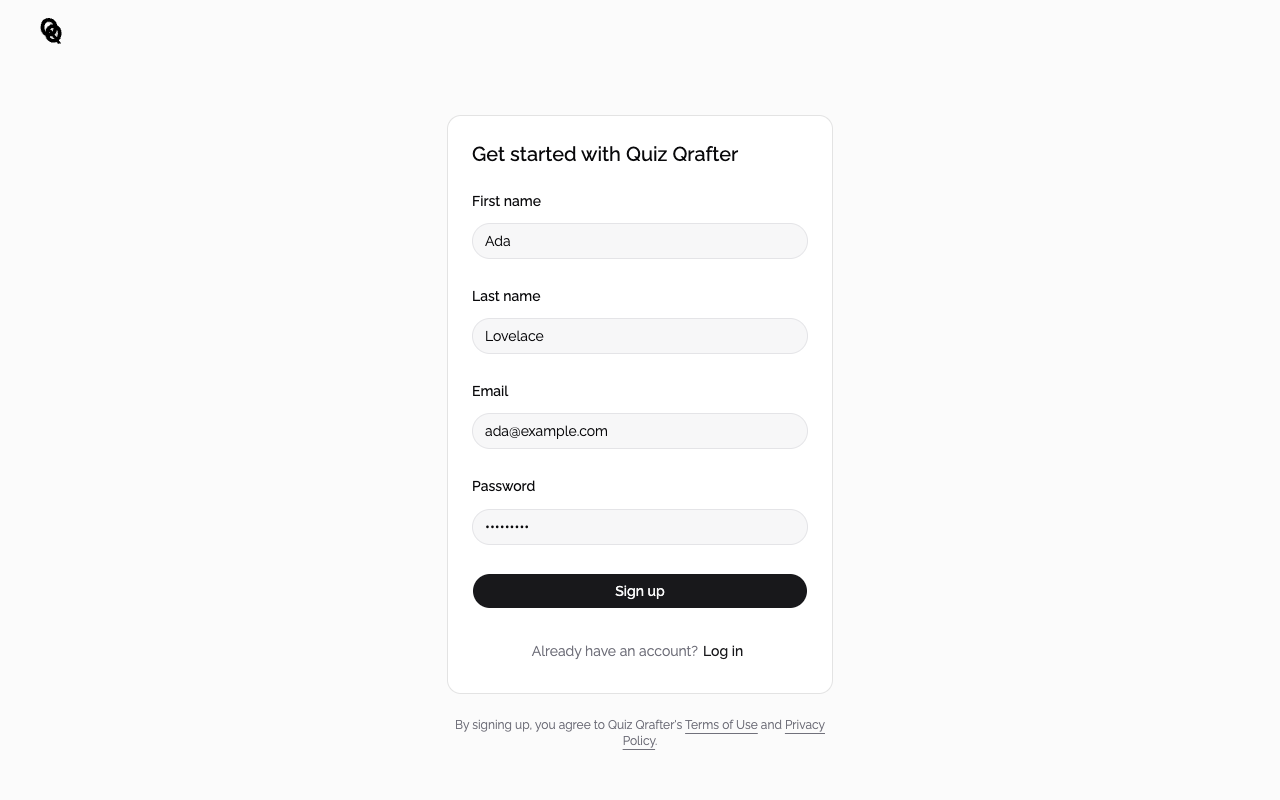 QQ
Get started with Quiz Qrafter
First name
Ada
Last name
Lovelace
Email
ada@example.com
Password
•••••••••
Sign up
Already have an account? Log in
By signing up, you agree to Quiz Qrafter's Terms of Use and Privacy
Policy.